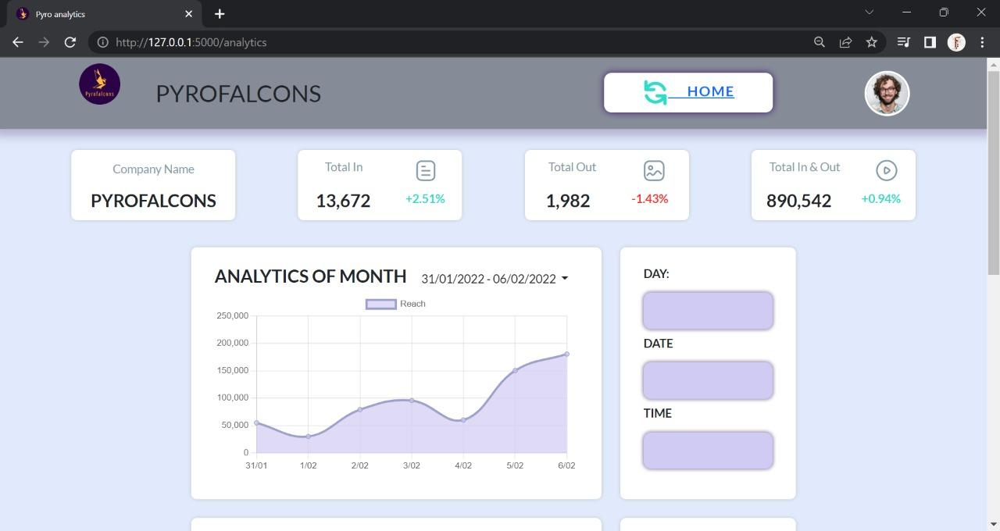 Pyro analytics
http://127.0.0.1:5000/analytics
Pyrofalcons
PYROFALCONS
HOME
Company Name
PYROFALCONS
Total In
13,672
+2.51%
Total Out
1,982
-1.43%
Total In & Out
890,542
+0.94%
ANALYTICS OF MONTH
31/01/2022 - 06/02/2022
Reach
250,000
200,000
150,000
100,000
50,000
0
31/01 1/02 2/02 3/02 4/02 5/02 6/02
DAY:
DATE
TIME